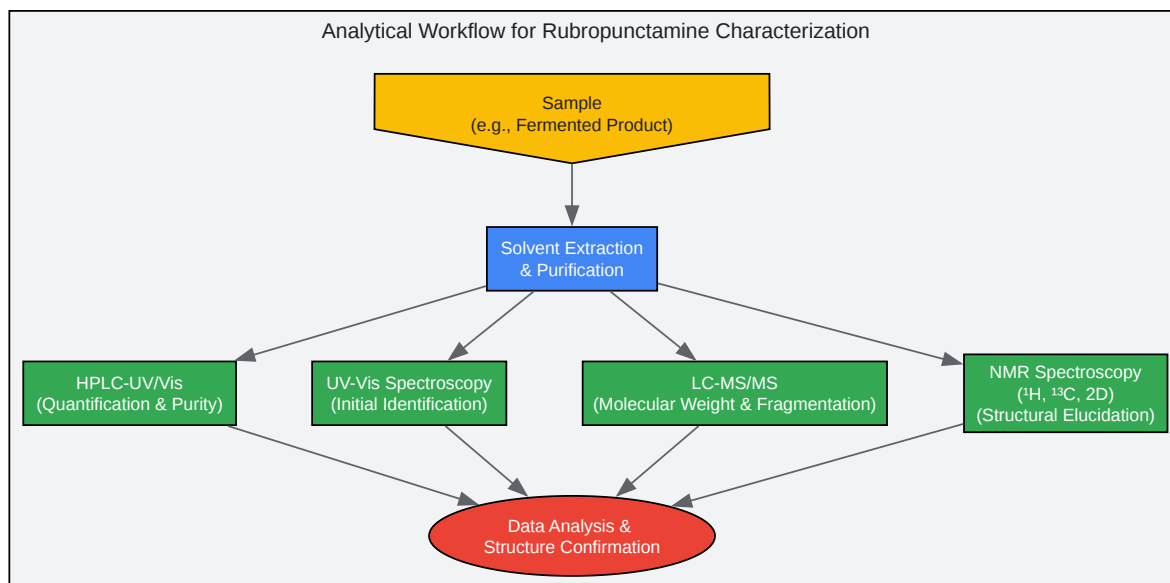 Analytical Workflow for Rubropunctamine Characterization
Sample
(e.g., Fermented Product)
Solvent Extraction
& Purification
HPLC-UV/Vis
(Quantification & Purity)
UV-Vis Spectroscopy
(Initial Identification)
LC-MS/MS
(Molecular Weight & Fragmentation)
NMR Spectroscopy
(¹H, ¹³C, 2D)
(Structural Elucidation)
Data Analysis &
Structure Confirmation